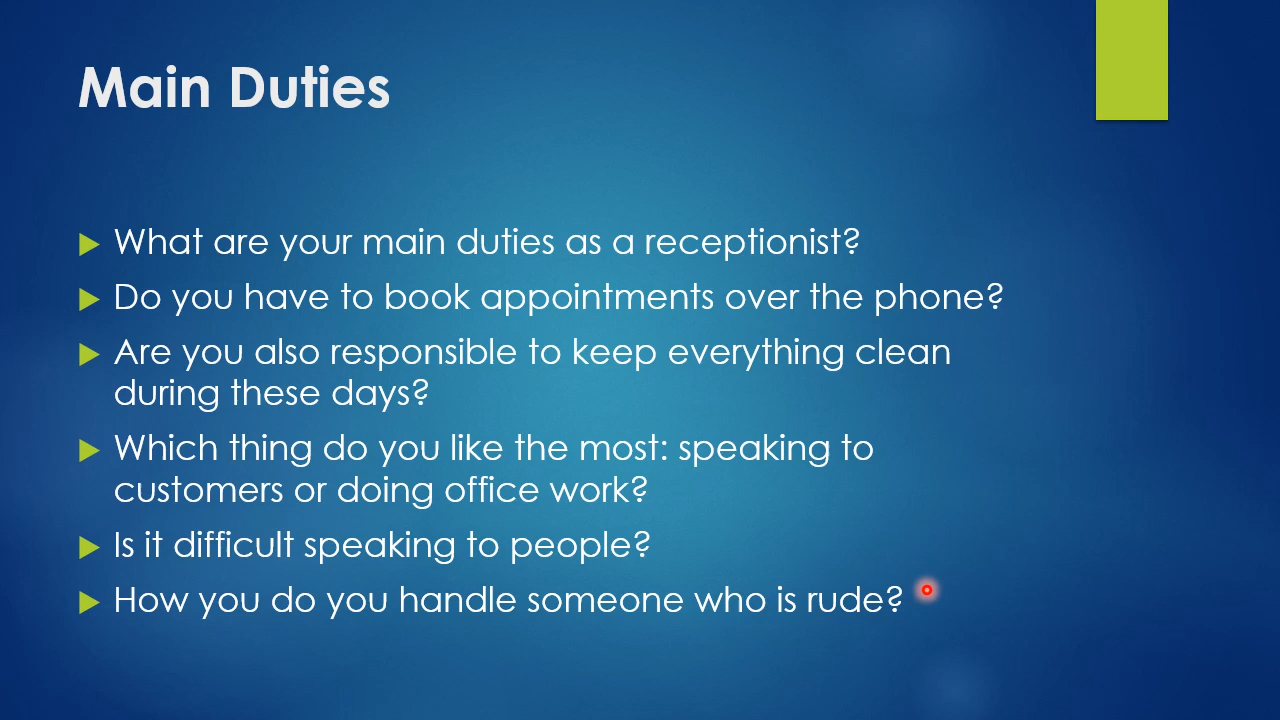 Main Duties
What are your main duties as a receptionist?
Do you have to book appointments over the phone?
Are you also responsible to keep everything clean
during these days?
Which thing do you like the most: speaking to
customers or doing office work?
Is it difficult speaking to people?
How you do you handle someone who is rude?